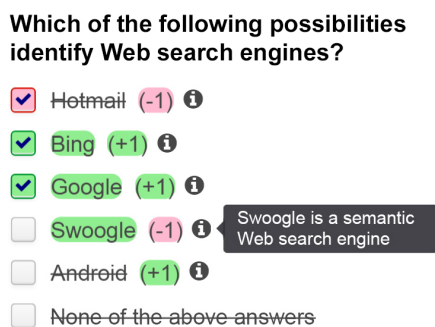 Which of the following possibilities
identify Web search engines?
Hotmail (-1)
Bing (+1)
Google (+1)
Swoogle (-1)
Swoogle is a semantic
Web search engine
Android (+1)
None of the above answers